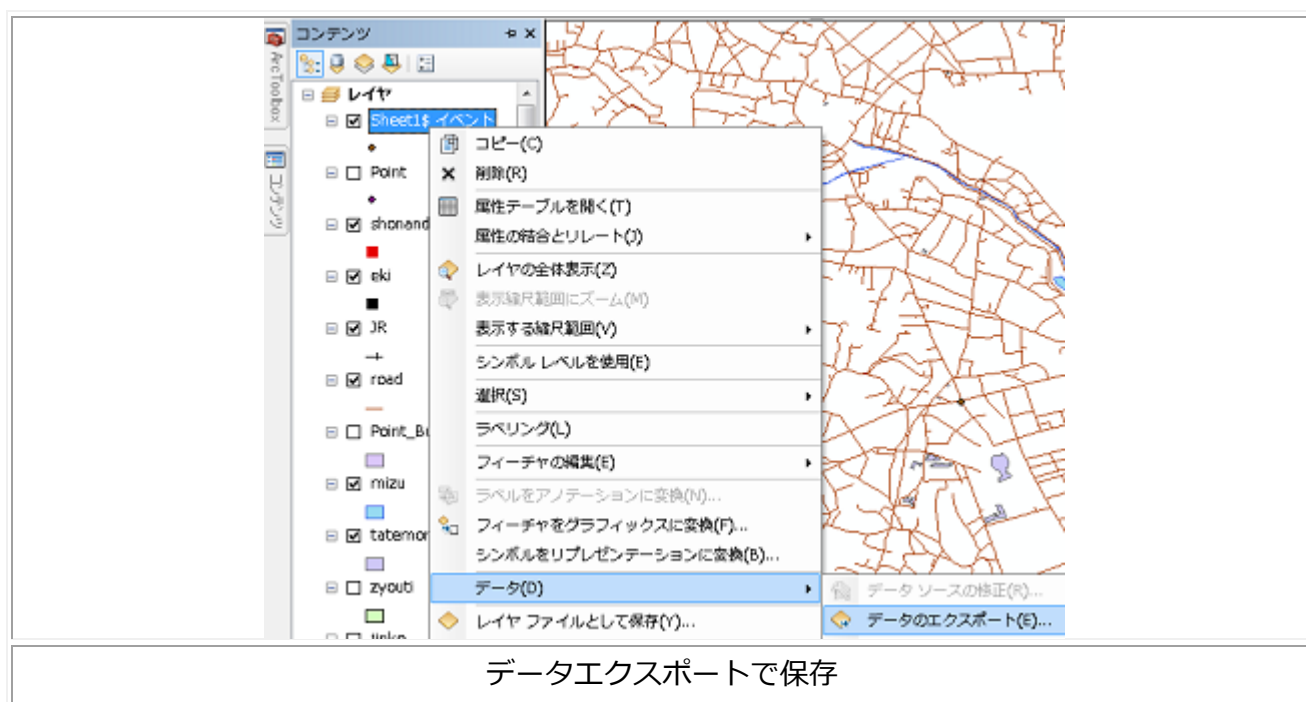 コンテンツ
ArcToolbox
コンテンツ
レイヤ
Sheet1$ イベント
Point
shonand
eki
JR
road
Point_Bu
mizu
tatemor
zyouti
コピー(C)
削除(R)
属性テーブルを開く(T)
属性の結合とリレート(J)
レイヤの全体表示(Z)
表示縮尺範囲にズーム(M)
表示する縮尺範囲(V)
シンボル レベルを使用(E)
選択(S)
ラベリング(L)
フィーチャの編集(E)
ラベルをアノテーションに変換(N)...
フィーチャをグラフィックスに変換(F)...
シンボルをリプレゼンテーションに変換(B)...
データ(D)
レイヤ ファイルとして保存(Y)...
データ ソースの修正(R)...
データのエクスポート(E)...
データエクスポートで保存